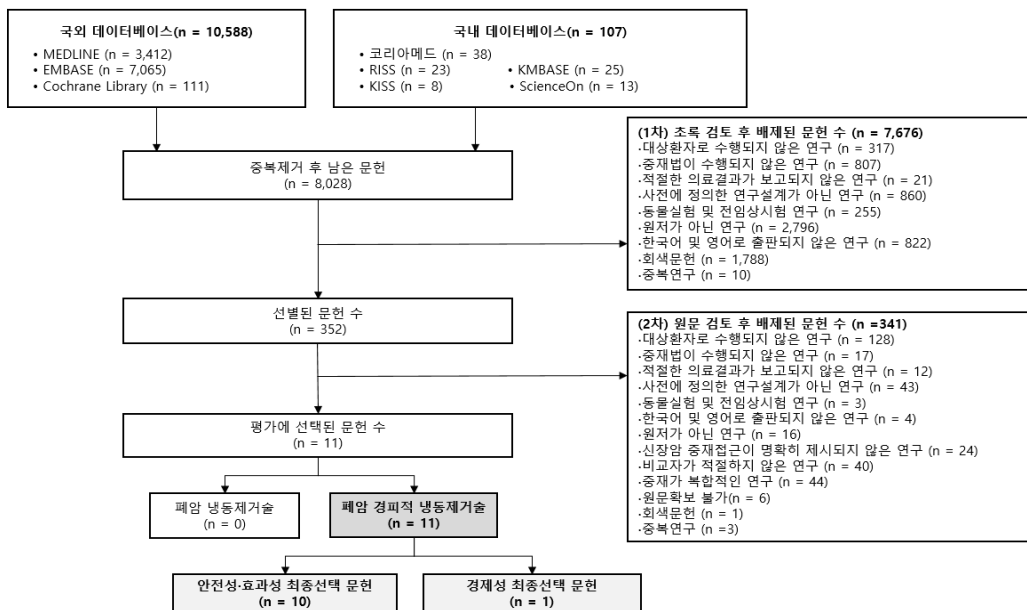 국외 데이터베이스(n = 10,588)
• MEDLINE (n = 3,412)
• EMBASE (n = 7,065)
• Cochrane Library (n = 111)
국내 데이터베이스(n = 107)
• 코리아메드 (n = 38)
• RISS (n = 23) • KMBASE (n = 25)
• KISS (n = 8) • ScienceOn (n = 13)
중복제거 후 남은 문헌
(n = 8,028)
(1차) 초록 검토 후 배제된 문헌 수 (n = 7,676)
·대상환자로 수행되지 않은 연구 (n = 317)
·중재법이 수행되지 않은 연구 (n = 807)
·적절한 의료결과가 보고되지 않은 연구 (n = 21)
·사전에 정의한 연구설계가 아닌 연구 (n = 860)
·동물실험 및 전임상시험 연구 (n = 255)
·원저가 아닌 연구 (n = 2,796)
·한국어 및 영어로 출판되지 않은 연구 (n = 822)
·회색문헌 (n = 1,788)
·중복연구 (n = 10)
선별된 문헌 수
(n = 352)
(2차) 원문 검토 후 배제된 문헌 수 (n =341)
·대상환자로 수행되지 않은 연구 (n = 128)
·중재법이 수행되지 않은 연구 (n = 17)
·적절한 의료결과가 보고되지 않은 연구 (n = 12)
·사전에 정의한 연구설계가 아닌 연구 (n = 43)
·동물실험 및 전임상시험 연구 (n = 3)
·한국어 및 영어로 출판되지 않은 연구 (n = 4)
·원저가 아닌 연구 (n = 16)
·신장암 중재접근이 명확히 제시되지 않은 연구 (n = 24)
·비교자가 적절하지 않은 연구 (n = 40)
·중재가 복합적인 연구 (n = 44)
·원문확보 불가(n = 6)
·회색문헌 (n = 1)
·중복연구 (n =3)
평가에 선택된 문헌 수
(n = 11)
폐암 냉동제거술
(n = 0)
폐암 경피적 냉동제거술
(n = 11)
안전성·효과성 최종선택 문헌
(n = 10)
경제성 최종선택 문헌
(n = 1)